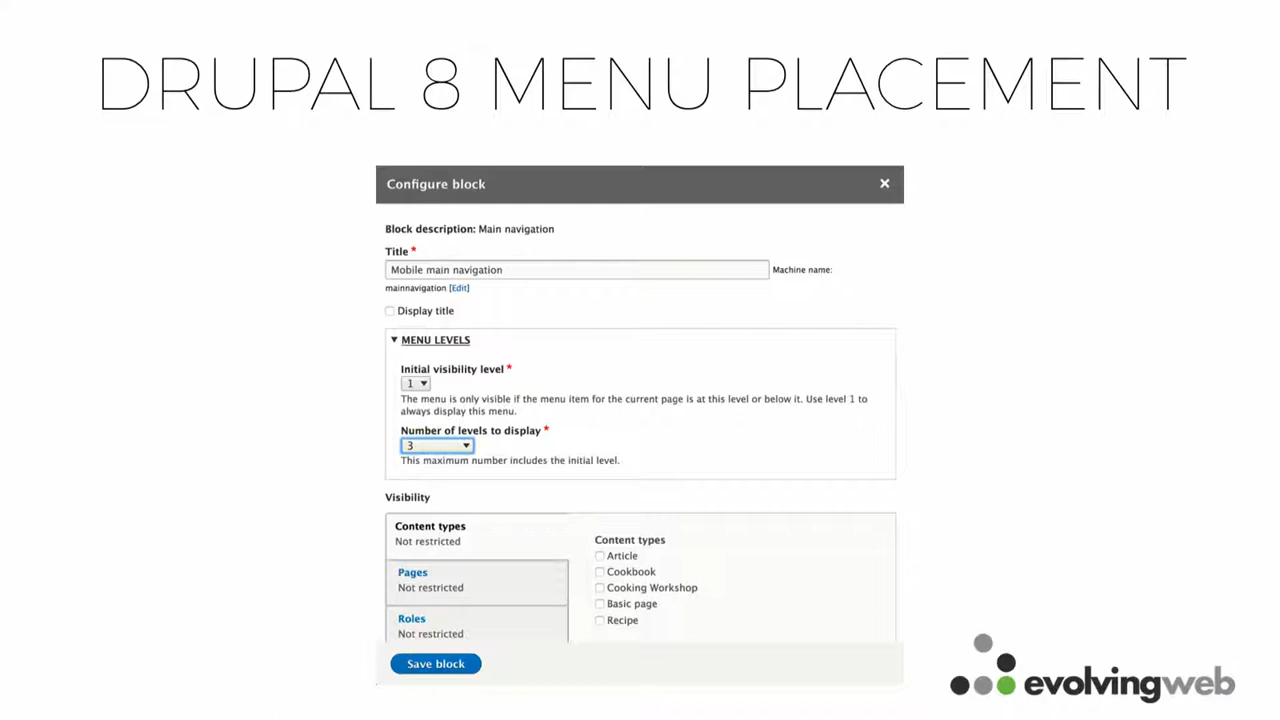 DRUPAL 8 MENU PLACEMENT
Configure block
Block description: Main navigation
Title *
Mobile main navigation Machine name:
mainnavigation [Edit]
Display title
▼ MENU LEVELS
Initial visibility level *
1
The menu is only visible if the menu item for the current page is at this level or below it. Use level 1 to
always display this menu.
Number of levels to display *
3
This maximum number includes the initial level.
Visibility
Content types
Not restricted
Pages
Not restricted
Roles
Not restricted
Content types
Article
Cookbook
Cooking Workshop
Basic page
Recipe
Save block
evolvingweb